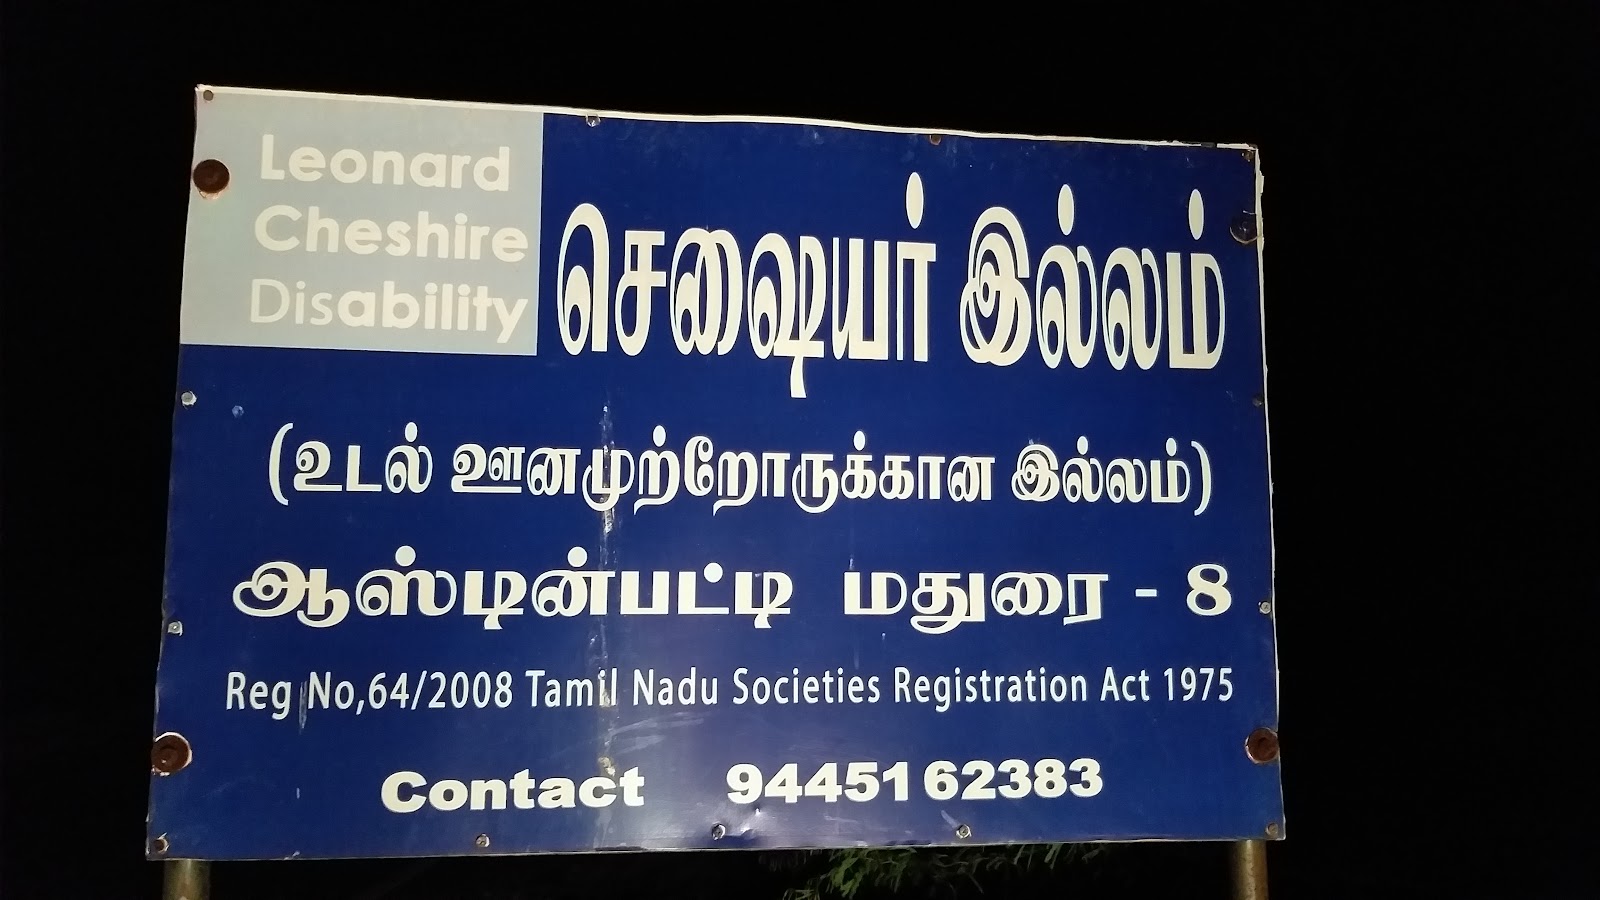 Leonard
Cheshire
Disability
செஷையர் இல்லம்
(உடல் ஊனமுற்றோருக்கான இல்லம்)
ஆஸ்டின்பட்டி மதுரை - 8
Reg No,64/2008 Tamil Nadu Societies Registration Act 1975
Contact 9445162383